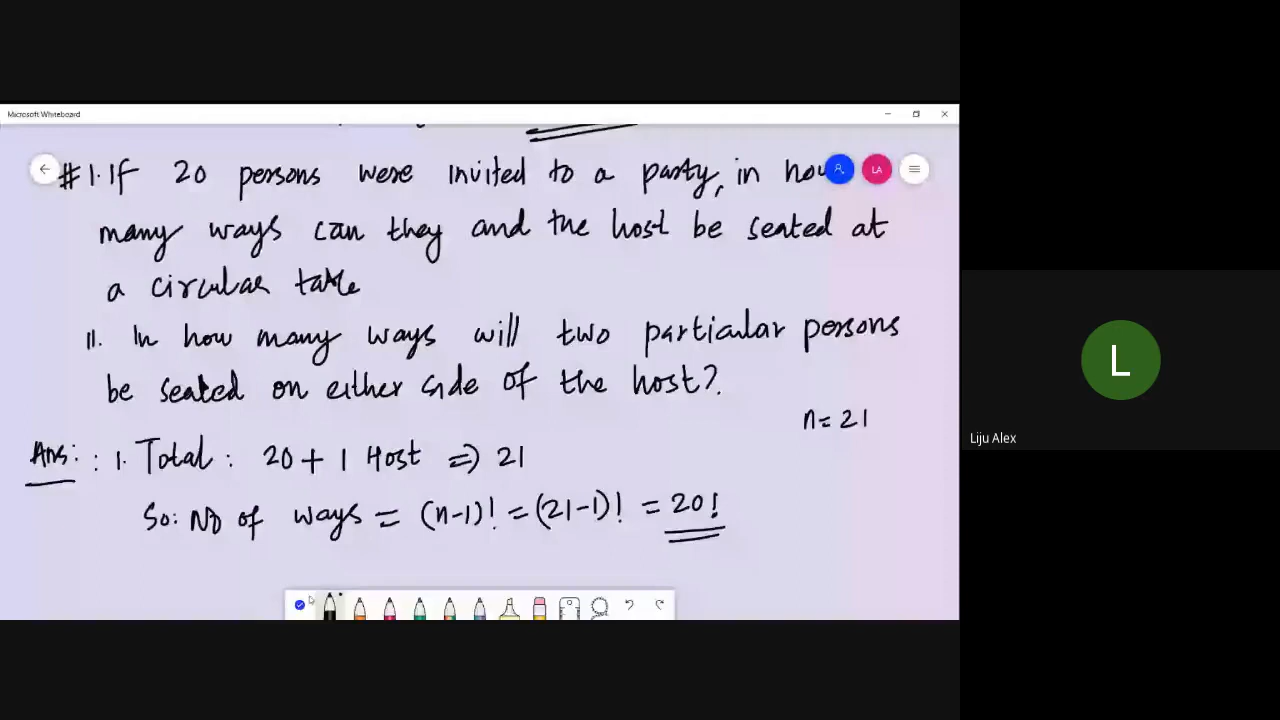 Microsoft Whiteboard
#1. If 20 persons were invited to a party, in how
LA
many ways can they and the host be seated at
a circular table
II. In how many ways will two particular persons
be seated on either side of the host?
n = 21
Ans: : 1. Total : 20 + 1 Host => 21
So: No of ways = (n-1)! = (21-1)! = 20!
L
Liju Alex